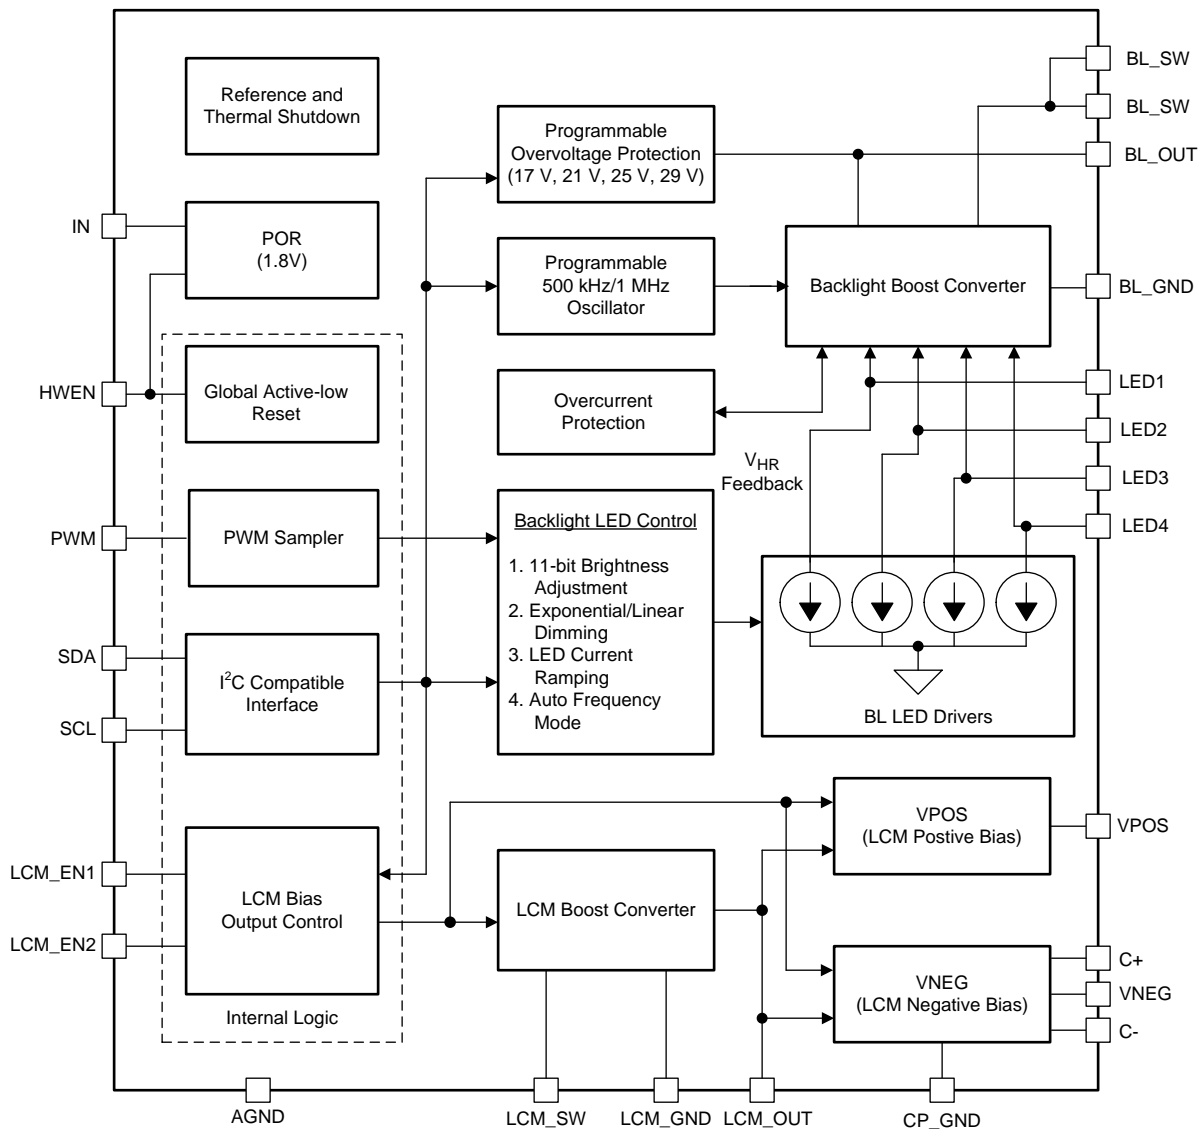 BL_SW
Reference and
Thermal Shutdown
BL_SW
Programmable
Overvoltage Protection
(17 V, 21 V, 25 V, 29 V)
BL_OUT
IN
POR
(1.8V)
Programmable
500 kHz/1 MHz
Oscillator
Backlight Boost Converter
BL_GND
HWEN
Global Active-low
Reset
Overcurrent
Protection
LED1
LED2
VHR
Feedback
LED3
LED4
PWM
PWM Sampler
Backlight LED Control
1. 11-bit Brightness
Adjustment
2. Exponential/Linear
Dimming
3. LED Current
Ramping
4. Auto Frequency
Mode
BL LED Drivers
SDA
I2C Compatible
Interface
SCL
VPOS
(LCM Postive Bias)
VPOS
LCM_EN1
LCM Bias
Output Control
LCM_EN2
LCM Boost Converter
VNEG
(LCM Negative Bias)
C+
VNEG
C-
Internal Logic
AGND
LCM_SW
LCM_GND
LCM_OUT
CP_GND